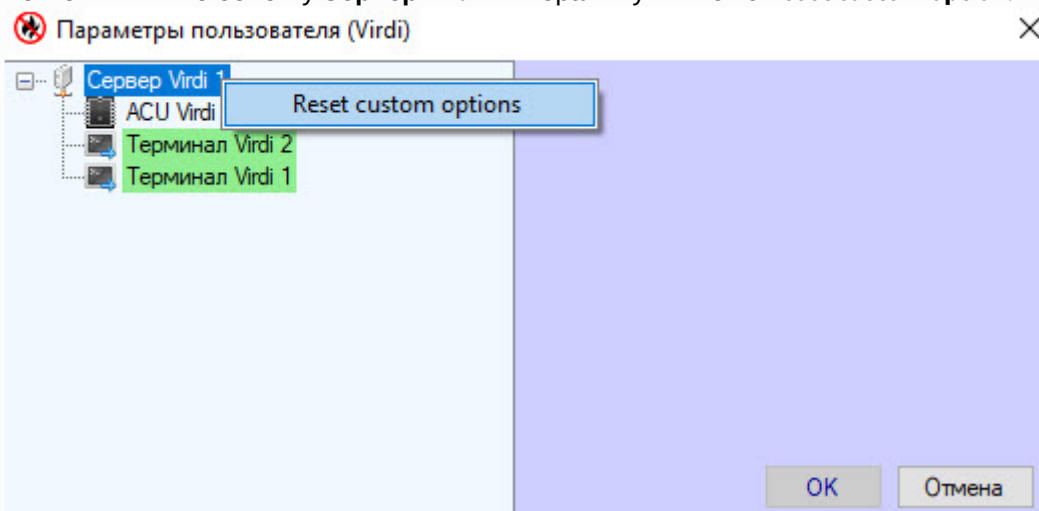 Параметры пользователя (Virdi)
Сервер Virdi 1
Reset custom options
ACU Virdi
Терминал Virdi 2
Терминал Virdi 1
OK
Отмена